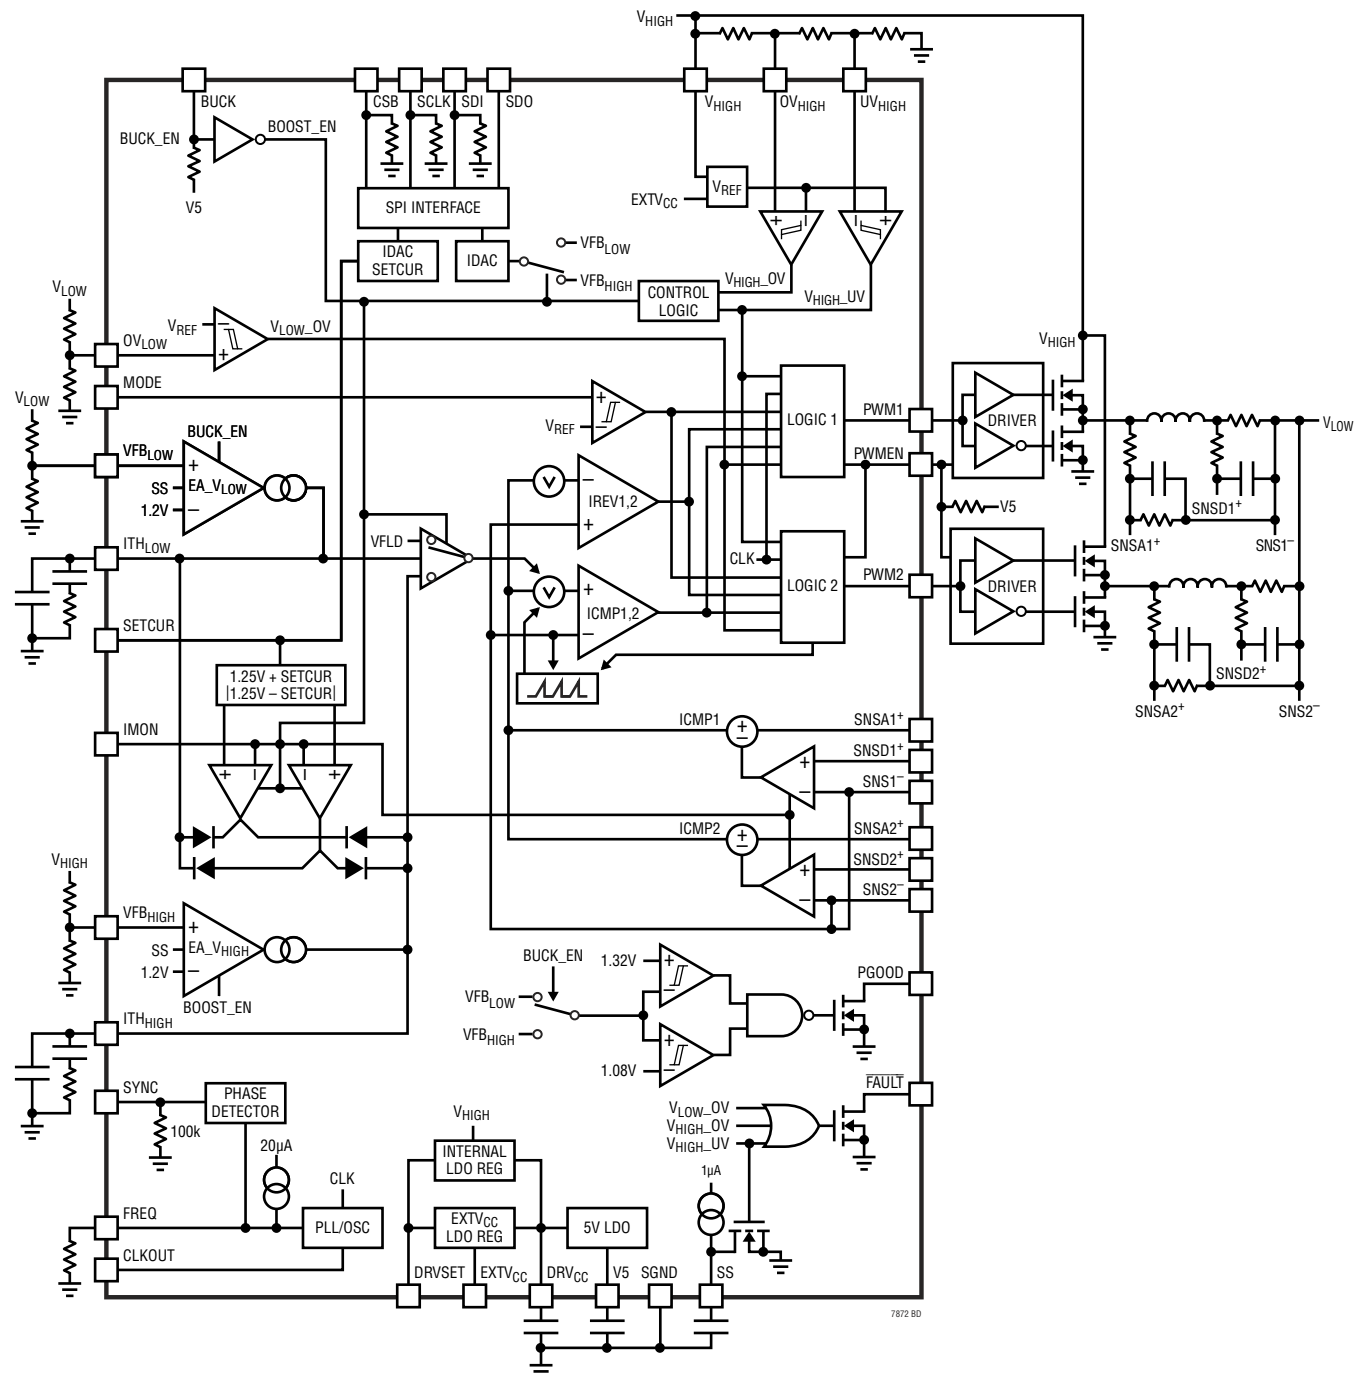 VHIGH
BUCK
CSB
SCLK
SDI
SDO
VHIGH
OVHIGH
UVHIGH
BUCK_EN
BOOST_EN
V5
SPI INTERFACE
IDAC
SETCUR
IDAC
VFBLOW
VFBHIGH
EXTVCC
VREF
+
–
–
+
VHIGH_OV
VHIGH_UV
CONTROL
LOGIC
VLOW
VREF
–
+
VLOW_OV
OVLOW
MODE
+
–
VREF
VLOW
BUCK_EN
VFBLOW
+
SS
EA_VLOW
1.2V
–
V
–
IREV1,2
+
LOGIC 1
PWM1
PWMEN
VHIGH
DRIVER
VLOW
V5
SNSD1+
SNSA1+
SNS1–
ITHLOW
VFLD
V
+
ICMP1,2
–
CLK
LOGIC 2
PWM2
DRIVER
SNSD2+
SNSA2+
SNS2–
SETCUR
1.25V + SETCUR
|1.25V – SETCUR|
IMON
+
–
–
+
ICMP1
+
–
SNSA1+
+
SNSD1+
–
SNS1–
ICMP2
+
–
SNSA2+
+
SNSD2+
–
SNS2–
VHIGH
VFBHIGH
+
SS
EA_VHIGH
1.2V
–
BOOST_EN
ITHHIGH
BUCK_EN
VFBLOW
VFBHIGH
1.32V
+
–
+
1.08V
–
PGOOD
SYNC
PHASE
DETECTOR
100k
20µA
CLK
FREQ
PLL/OSC
CLKOUT
VHIGH
INTERNAL
LDO REG
EXTVCC
LDO REG
5V LDO
VLOW_OV
VHIGH_OV
VHIGH_UV
FAULT
1µA
DRVSET
EXTVCC
DRVCC
V5
SGND
SS
7872 BD